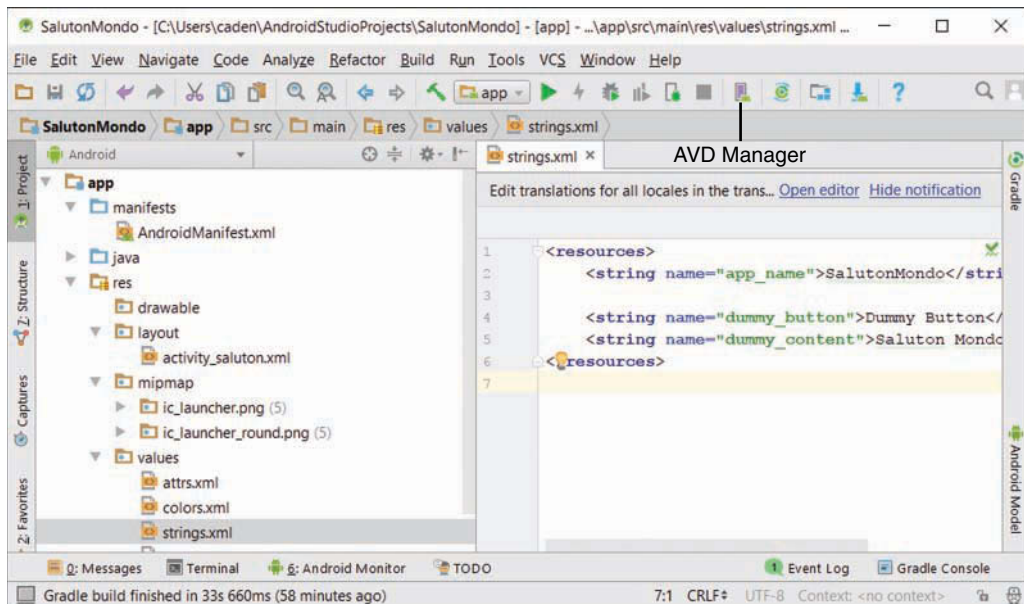 SalutonMondo - [C:\Users\caden\AndroidStudioProjects\SalutonMondo] - [app] - ...\app\src\main\res\values\strings.xml ...
File Edit View Navigate Code Analyze Refactor Build Run Tools VCS Window Help
app
SalutonMondo app src main res values strings.xml
1: Project
Z: Structure
Captures
2: Favorites
Android
app
manifests
AndroidManifest.xml
java
res
drawable
layout
activity_saluton.xml
mipmap
ic_launcher.png (5)
ic_launcher_round.png (5)
values
attrs.xml
colors.xml
strings.xml
strings.xml
AVD Manager
Edit translations for all locales in the trans... Open editor Hide notification
1 <resources>
2 <string name="app_name">SalutonMondo</stri
3
4 <string name="dummy_button">Dummy Button</
5 <string name="dummy_content">Saluton Mondo
6 <resources>
7
Gradle
Android Model
0: Messages Terminal 6: Android Monitor TODO 1 Event Log Gradle Console
Gradle build finished in 33s 660ms (58 minutes ago) 7:1 CRLF UTF-8 Context: <no context>